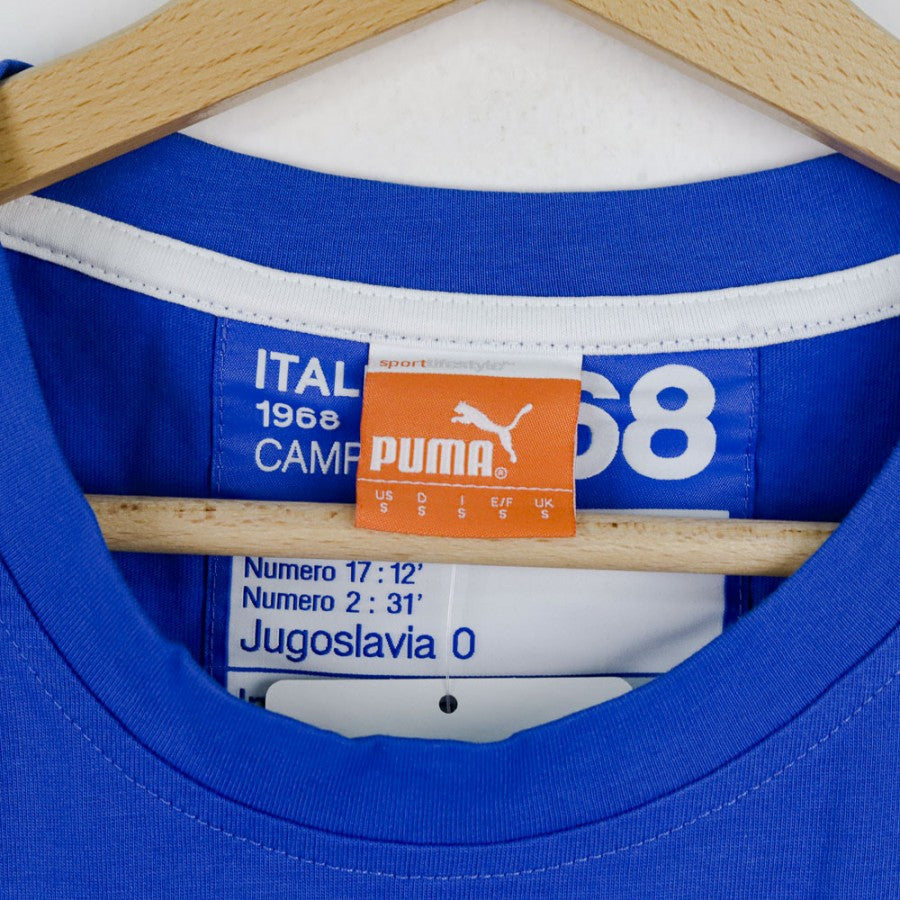 sportlifestyle
PUMA®
US D I E/F UK
S S S S S
ITAL
1968
CAMP
68
Numero 17 : 12'
Numero 2 : 31'
Jugoslavia 0